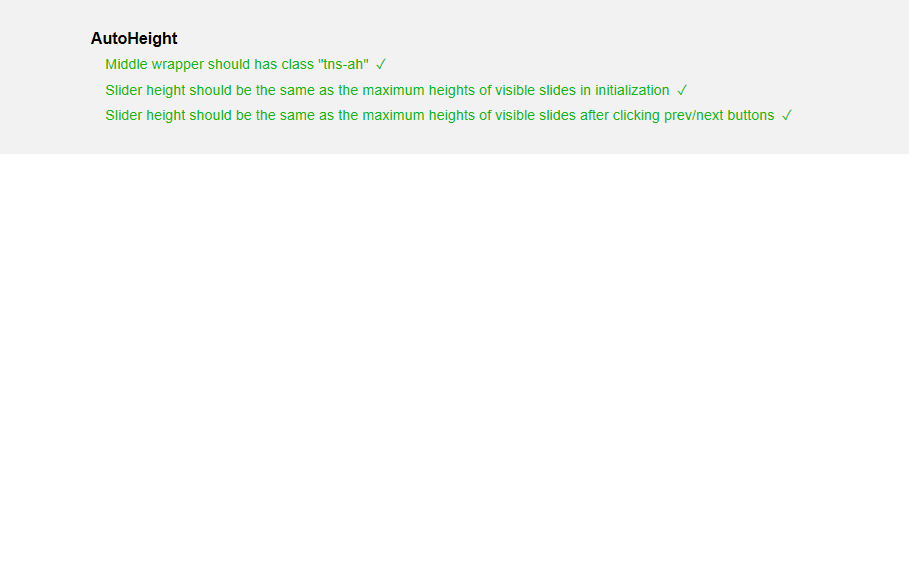 AutoHeight
Middle wrapper should has class "tns-ah" ✓
Slider height should be the same as the maximum heights of visible slides in initialization ✓
Slider height should be the same as the maximum heights of visible slides after clicking prev/next buttons ✓